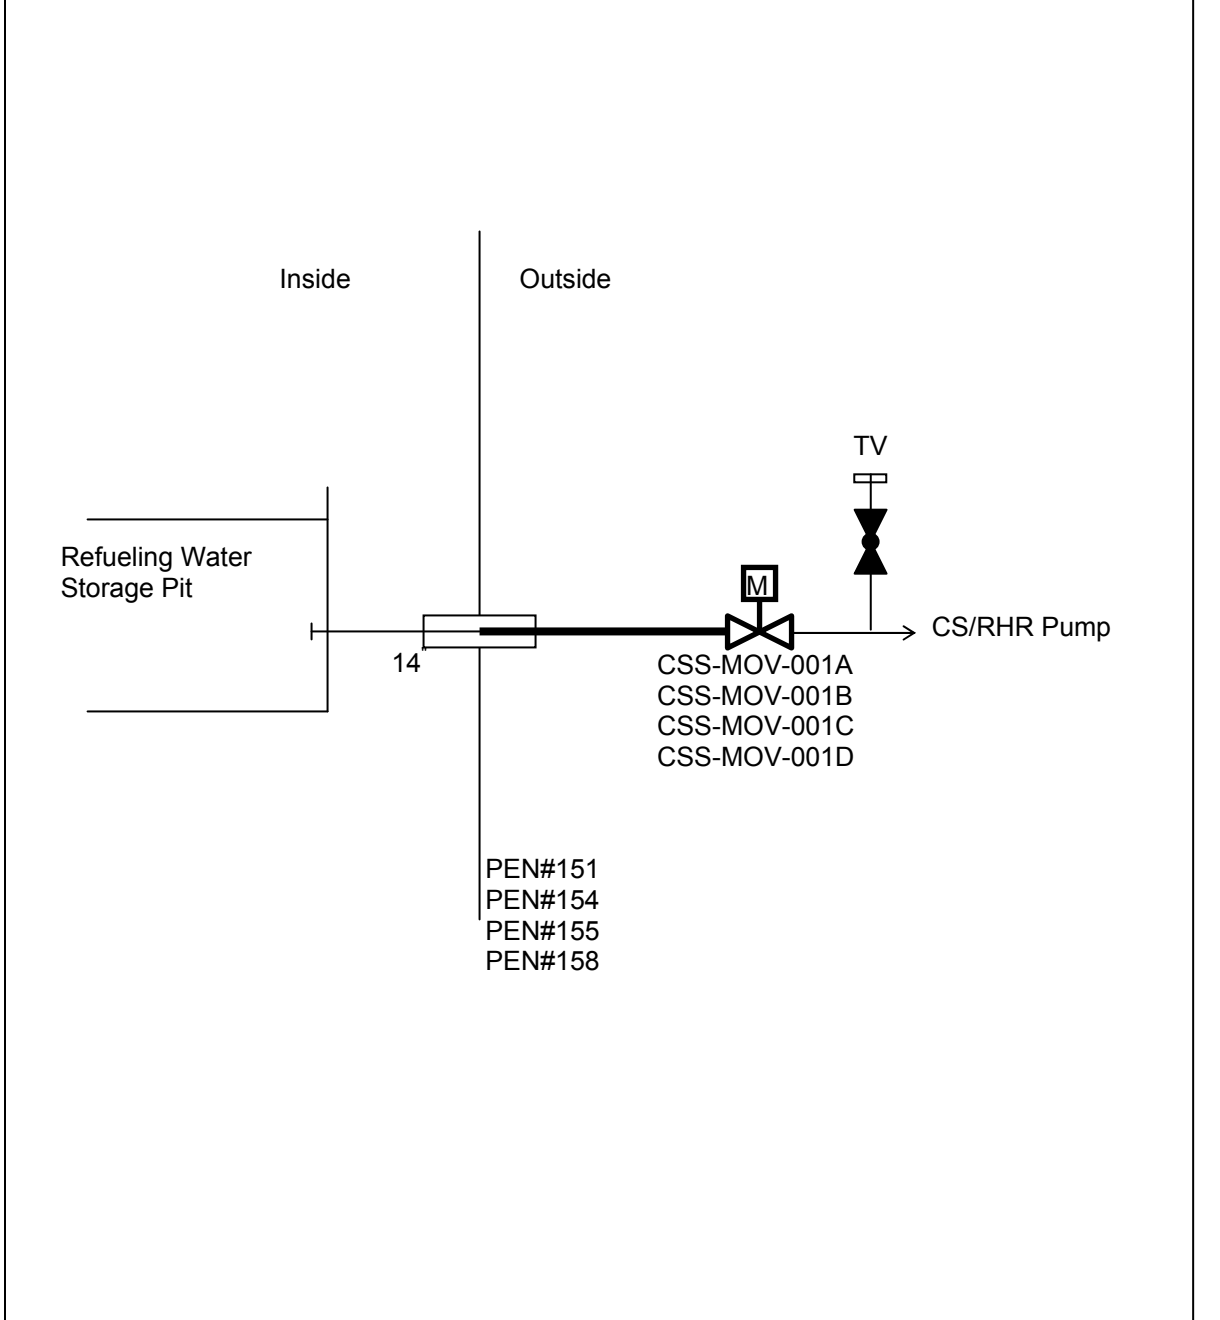 Inside
Outside
TV
Refueling Water
Storage Pit
M
CS/RHR Pump
14"
CSS-MOV-001A
CSS-MOV-001B
CSS-MOV-001C
CSS-MOV-001D
PEN#151
PEN#154
PEN#155
PEN#158